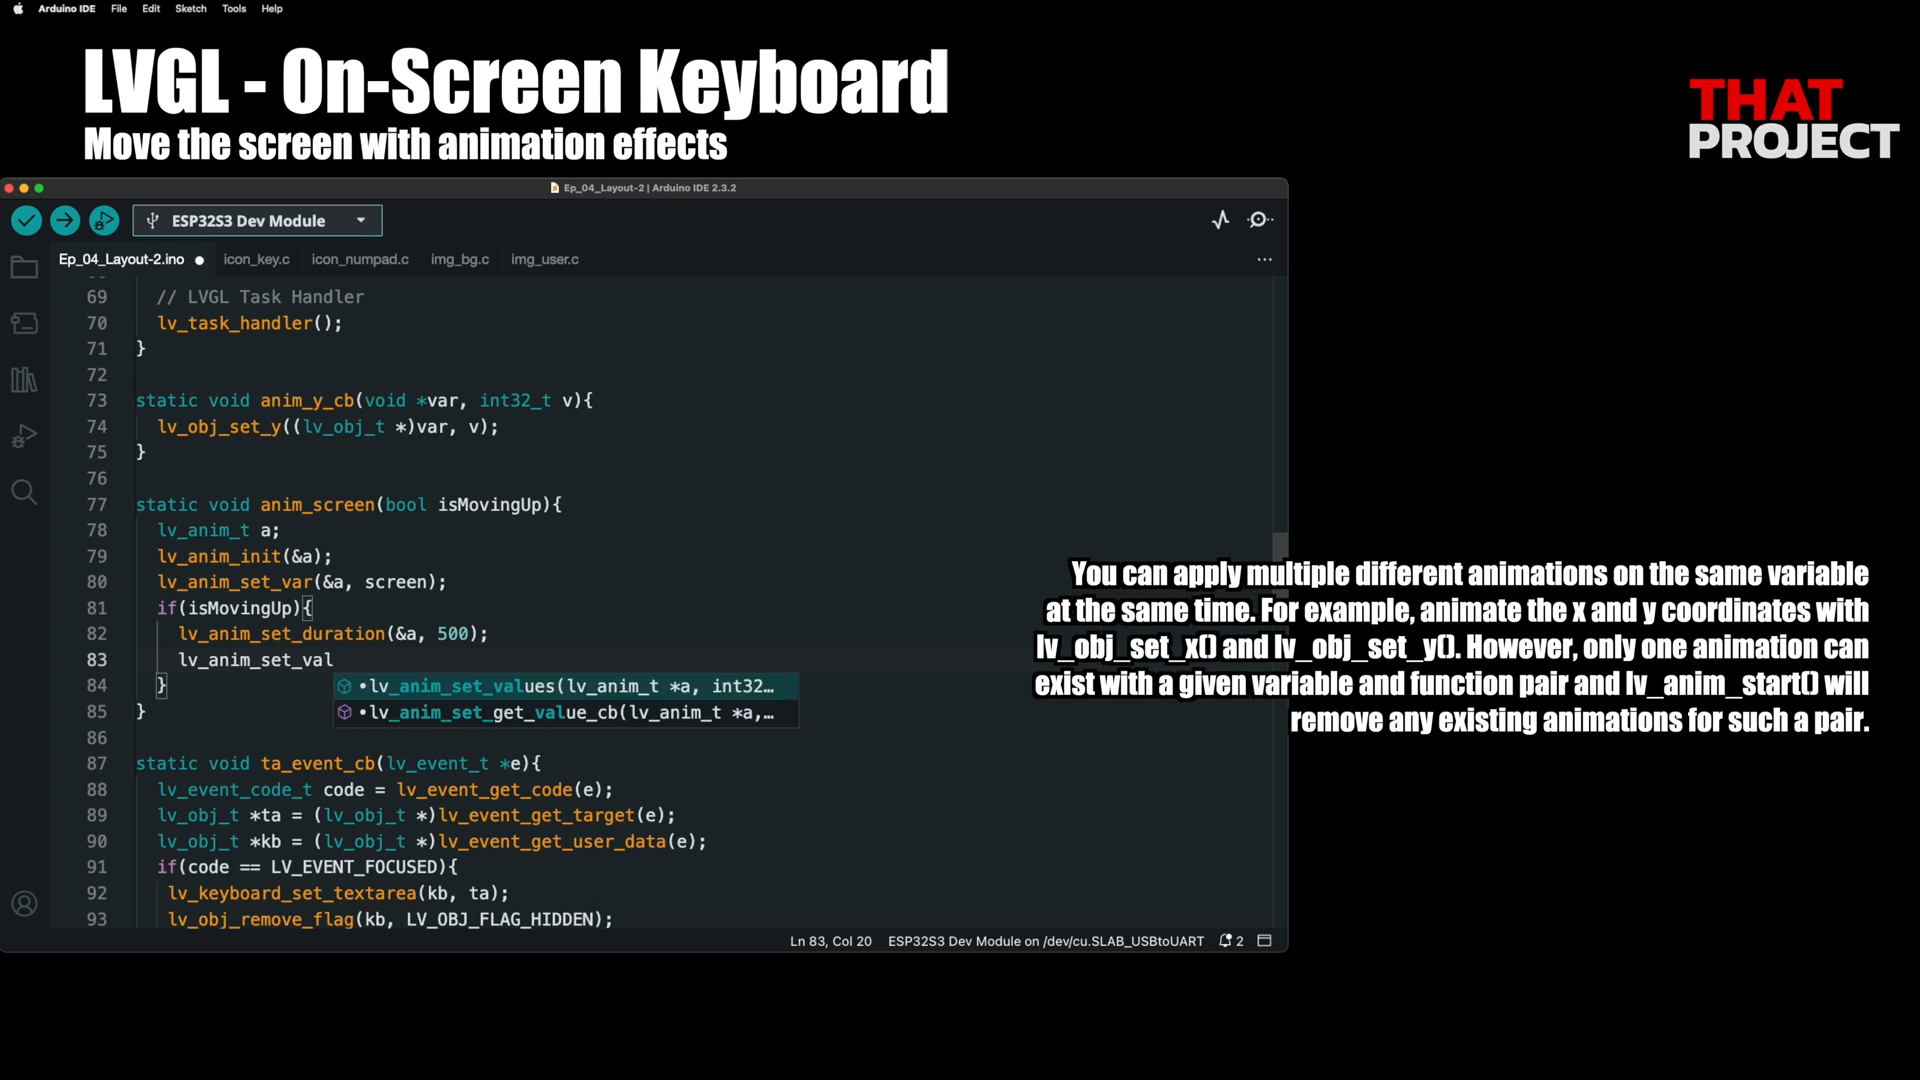 Arduino IDE File Edit Sketch Tools Help
LVGL - On-Screen Keyboard
Move the screen with animation effects
THAT
PROJECT
Ep_04_Layout-2 | Arduino IDE 2.3.2
ESP32S3 Dev Module
Ep_04_Layout-2.ino icon_key.c icon_numpad.c img_bg.c img_user.c
69 // LVGL Task Handler
70 lv_task_handler();
71 }
72
73 static void anim_y_cb(void *var, int32_t v){
74 lv_obj_set_y((lv_obj_t *)var, v);
75 }
76
77 static void anim_screen(bool isMovingUp){
78 lv_anim_t a;
79 lv_anim_init(&a);
80 lv_anim_set_var(&a, screen);
81 if(isMovingUp){
82 lv_anim_set_duration(&a, 500);
83 lv_anim_set_val
84 }
•lv_anim_set_values(lv_anim_t *a, int32…
85 }
•lv_anim_set_get_value_cb(lv_anim_t *a,…
86
87 static void ta_event_cb(lv_event_t *e){
88 lv_event_code_t code = lv_event_get_code(e);
89 lv_obj_t *ta = (lv_obj_t *)lv_event_get_target(e);
90 lv_obj_t *kb = (lv_obj_t *)lv_event_get_user_data(e);
91 if(code == LV_EVENT_FOCUSED){
92 lv_keyboard_set_textarea(kb, ta);
93 lv_obj_remove_flag(kb, LV_OBJ_FLAG_HIDDEN);
You can apply multiple different animations on the same variable
at the same time. For example, animate the x and y coordinates with
lv_obj_set_x() and lv_obj_set_y(). However, only one animation can
exist with a given variable and function pair and lv_anim_start() will
remove any existing animations for such a pair.
Ln 83, Col 20 ESP32S3 Dev Module on /dev/cu.SLAB_USBtoUART 2